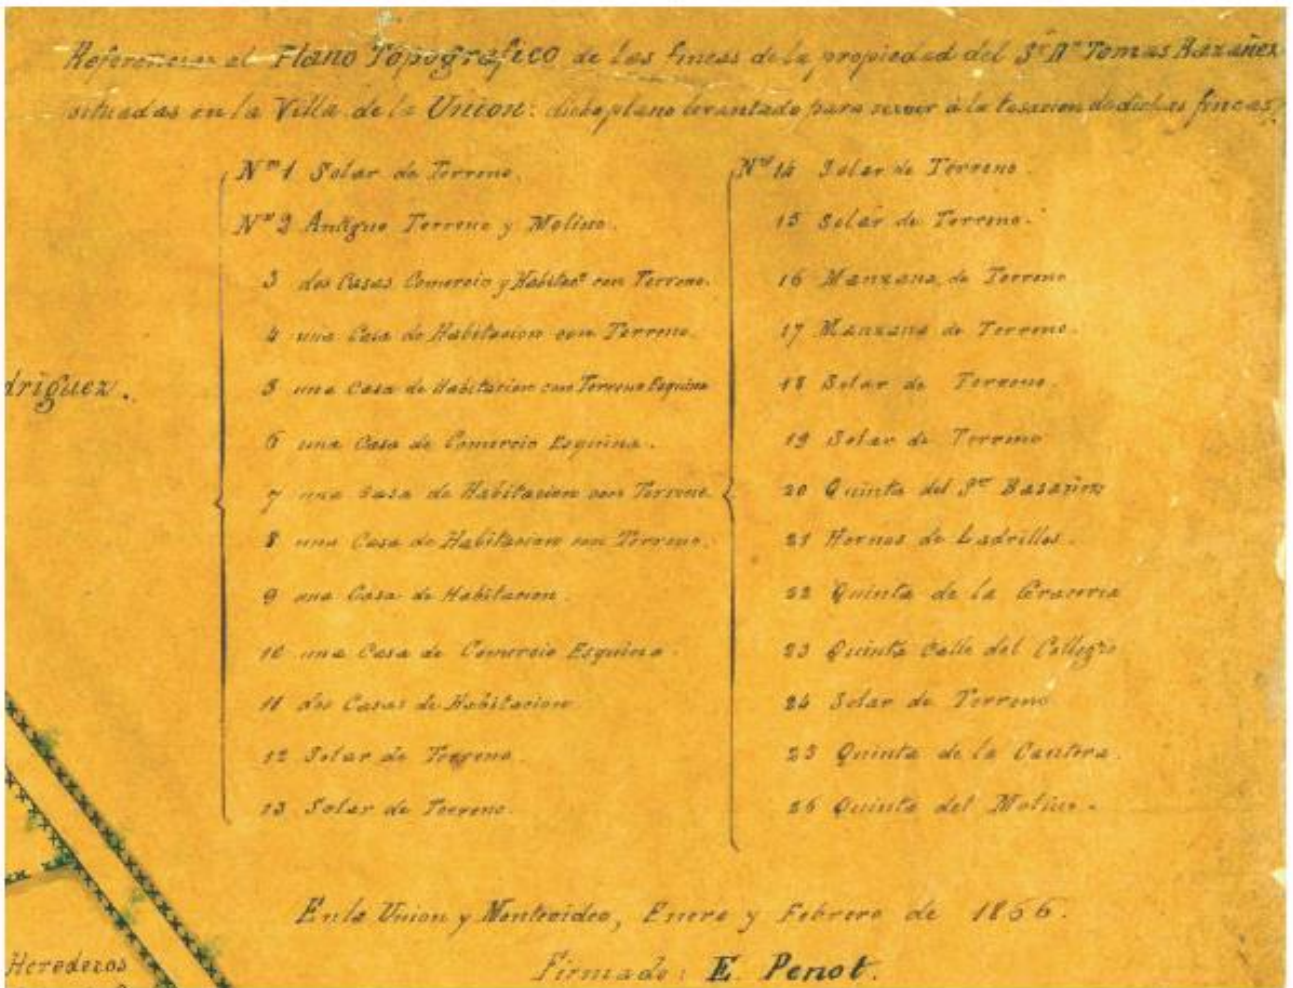 Referencias al Plano Topografico de las fincas de la propiedad del Sr Dn Tomas Bazañez
situadas en la Villa de la Union: dicho plano levantado para servir á la tasacion de dichas fincas.
No 1 Solar de Terreno.
No 2 Antiguo Terreno y Molino.
3 dos Casas Comercio y Habitacn con Terreno.
4 una Casa de Habitacion con Terreno.
5 una Casa de Habitacion con Terreno Esquina
6 una Casa de Comercio Esquina.
7 una Casa de Habitacion con Terreno.
8 una Casa de Habitacion con Terreno.
9 una Casa de Habitacion.
10 una Casa de Comercio Esquina.
11 dos Casas de Habitacion
12 Solar de Terreno.
13 Solar de Terreno.
No 14 Solar de Terreno.
15 Solar de Terreno.
16 Manzana de Terreno
17 Manzana de Terreno.
18 Solar de Terreno.
19 Solar de Terreno
20 Quinta del Sr Basañez
21 Hornos de Ladrillos.
22 Quinta de la
23 Quinta Calle del Collegio
24 Solar de Terreno
25 Quinta de la Cantera.
26 Quinta del Molino.
driguez.
En la Union y Montevideo, Enero y Febrero de 1866.
Firmado: E. Penot.
Herederos